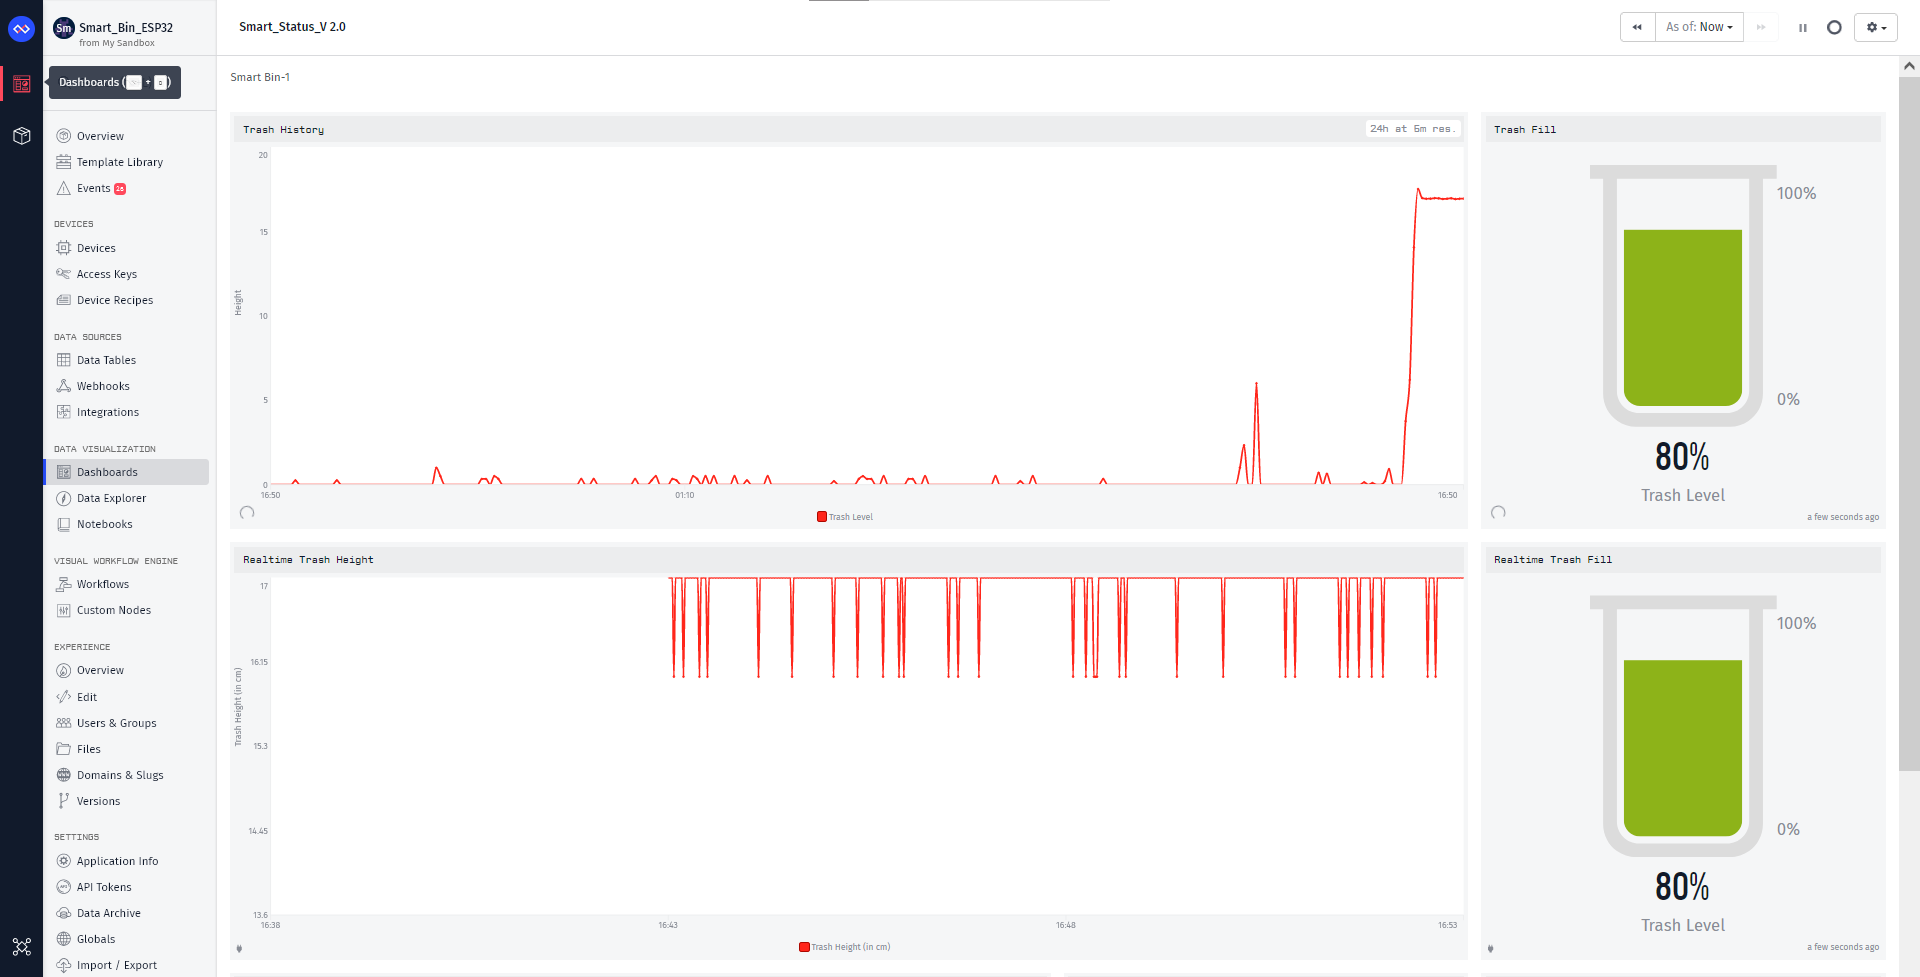 Sm Smart_Bin_ESP32
from My Sandbox
Dashboards ( + )
Overview
Template Library
Events 26
DEVICES
Devices
Access Keys
Device Recipes
DATA SOURCES
Data Tables
Webhooks
Integrations
DATA VISUALIZATION
Dashboards
Data Explorer
Notebooks
VISUAL WORKFLOW ENGINE
Workflows
Custom Nodes
EXPERIENCE
Overview
Edit
Users & Groups
Files
Domains & Slugs
Versions
SETTINGS
Application Info
API Tokens
Data Archive
Globals
Import / Export
Smart_Status_V 2.0
As of: Now
Smart Bin-1
Trash History
24h at 5m res.
20
15
10
5
0
Height
16:50
01:10
16:50
Trash Level
Trash Fill
100%
0%
80%
Trash Level
a few seconds ago
Realtime Trash Height
17
16.15
15.3
14.45
13.6
Trash Height (in cm)
16:38
16:43
16:48
16:53
Trash Height (in cm)
Realtime Trash Fill
100%
0%
80%
Trash Level
a few seconds ago